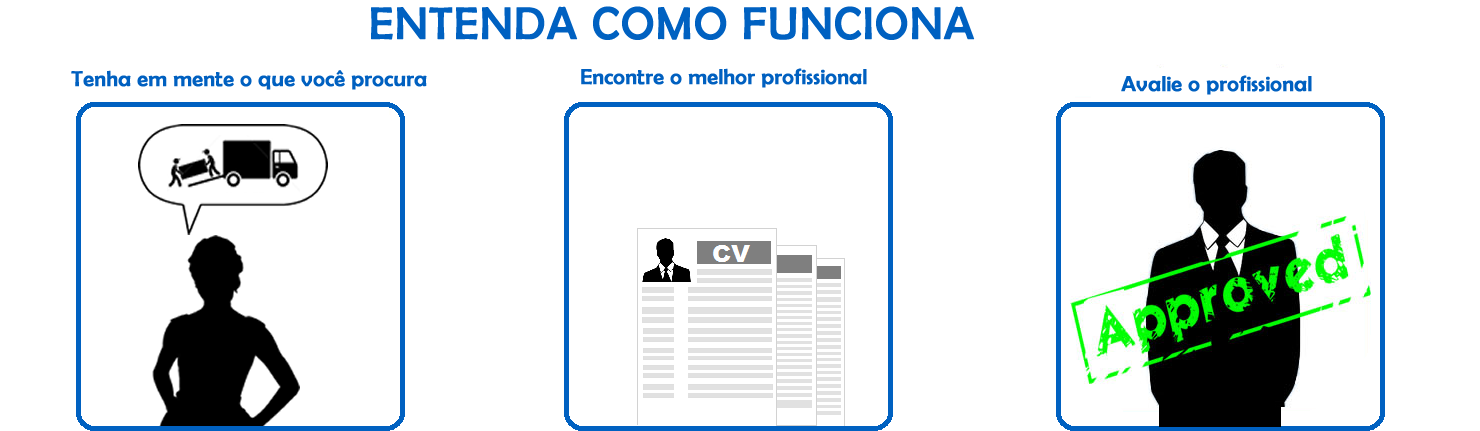 ENTENDA COMO FUNCIONA
Tenha em mente o que você procura
Encontre o melhor profissional
Avalie o profissional
CV
Approved